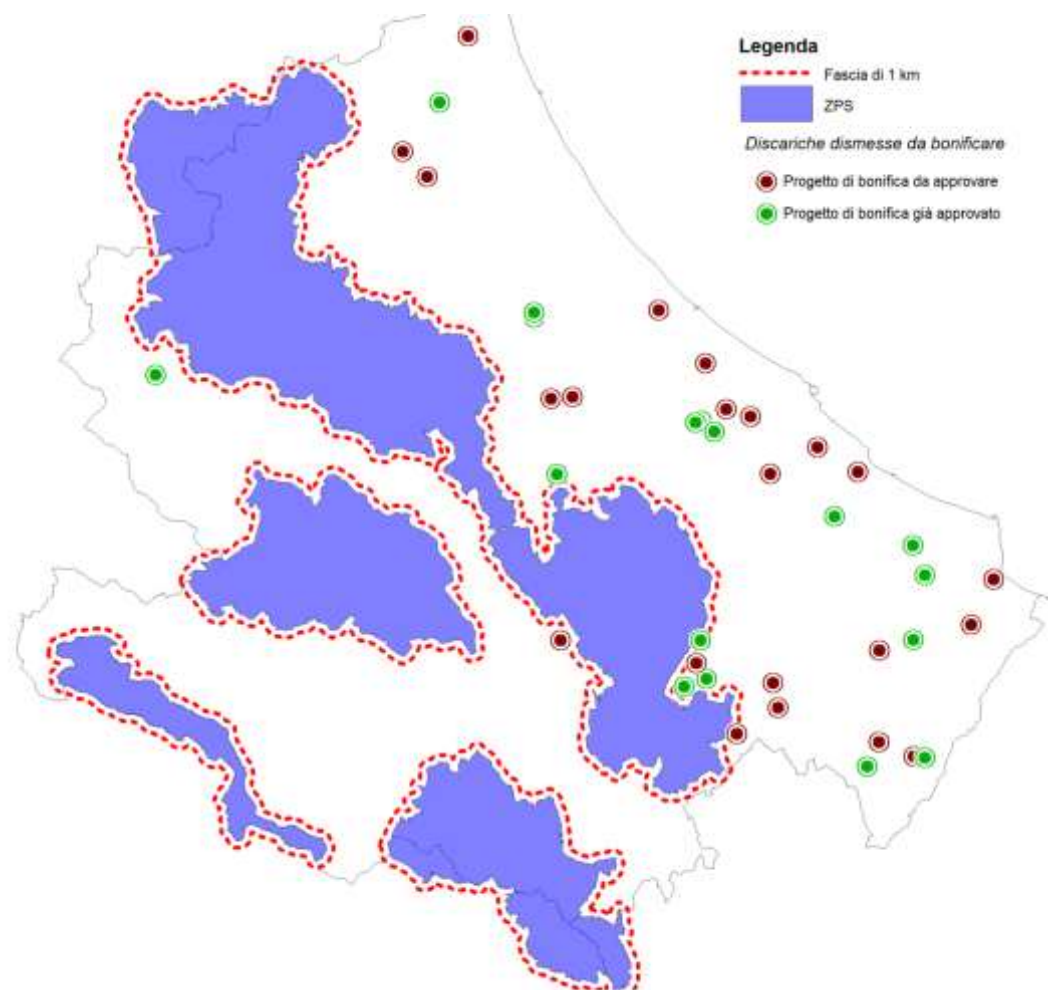 Legenda
Fascia di 1 km
ZPS
Discariche dismesse da bonificare
Progetto di bonifica da approvare
Progetto di bonifica già approvato